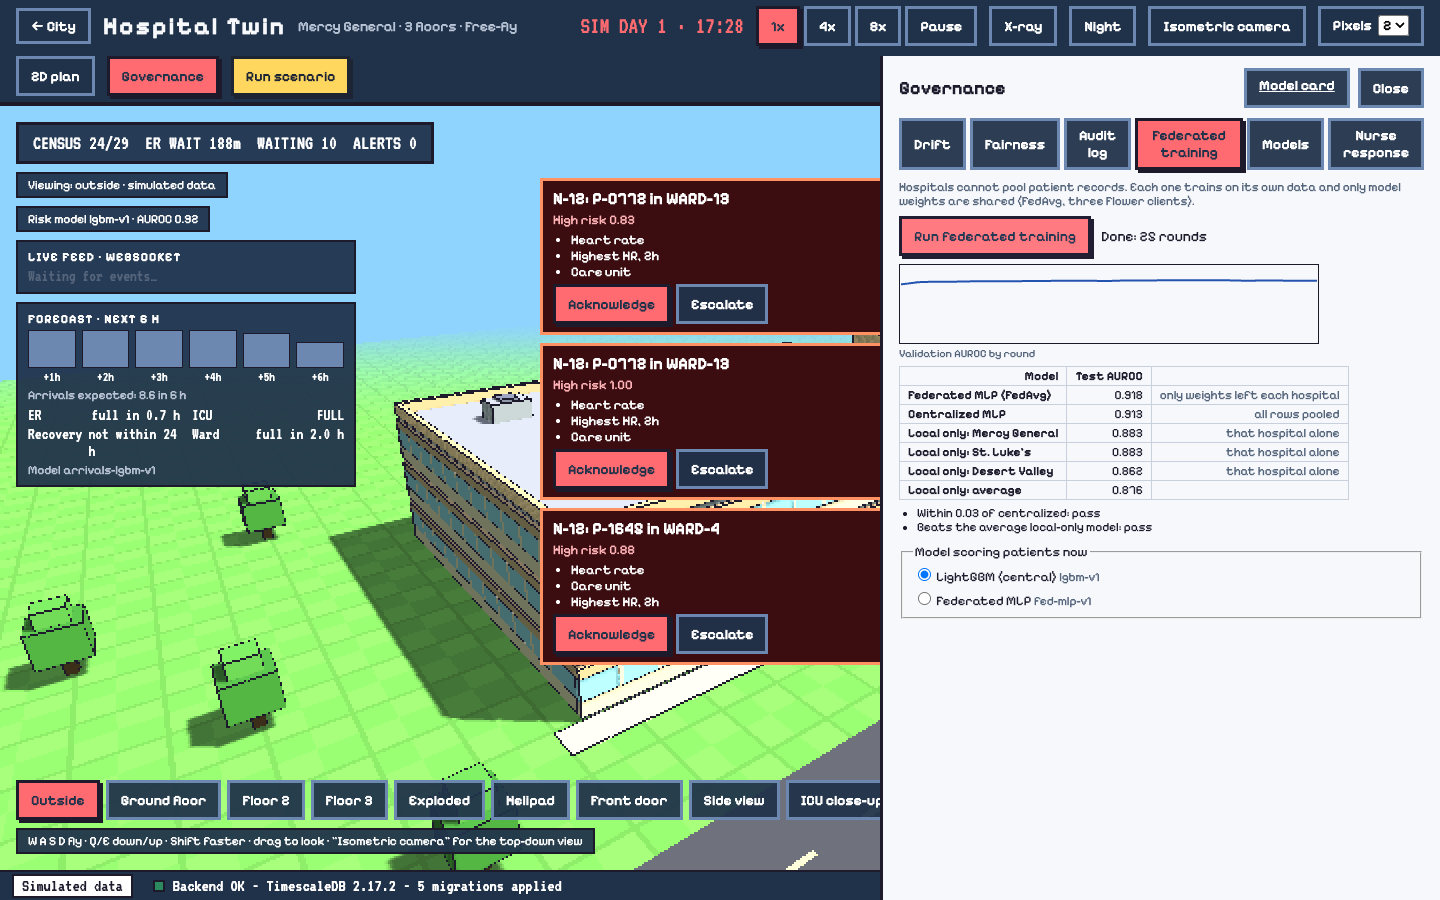 ← City
Hospital Twin
Mercy General · 3 floors · Free-fly
SIM DAY 1 · 17:28
1x
4x
8x
Pause
X-ray
Night
Isometric camera
Pixels 2
2D plan
Governance
Run scenario
CENSUS 24/29 ER WAIT 188m WAITING 10 ALERTS 0
Viewing: outside · simulated data
Risk model lgbm-v1 · AUROC 0.92
LIVE FEED · WEBSOCKET
Waiting for events…
FORECAST · NEXT 6 H
+1h +2h +3h +4h +5h +6h
Arrivals expected: 8.6 in 6 h
ER full in 0.7 h ICU FULL
Recovery not within 24 h Ward full in 2.0 h
Model arrivals-lgbm-v1
N-12: P-0772 in WARD-13
High risk 0.83
Heart rate
Highest HR, 2h
Care unit
Acknowledge
Escalate
N-12: P-0772 in WARD-13
High risk 1.00
Heart rate
Highest HR, 2h
Care unit
Acknowledge
Escalate
N-12: P-1642 in WARD-4
High risk 0.88
Heart rate
Care unit
Highest HR, 2h
Acknowledge
Escalate
Outside
Ground floor
Floor 2
Floor 3
Exploded
Helipad
Front door
Side view
ICU close-up
W A S D fly · Q/E down/up · Shift faster · drag to look · "Isometric camera" for the top-down view
Simulated data
Backend OK - TimescaleDB 2.17.2 - 5 migrations applied
Governance
Model card
Close
Drift
Fairness
Audit log
Federated training
Models
Nurse response
Hospitals cannot pool patient records. Each one trains on its own data and only model
weights are shared (FedAvg, three Flower clients).
Run federated training
Done: 25 rounds
Validation AUROC by round
Model Test AUROC
Federated MLP (FedAvg) 0.918 only weights left each hospital
Centralized MLP 0.913 all rows pooled
Local only: Mercy General 0.883 that hospital alone
Local only: St. Luke's 0.883 that hospital alone
Local only: Desert Valley 0.862 that hospital alone
Local only: average 0.876
Within 0.03 of centralized: pass
Beats the average local-only model: pass
Model scoring patients now
LightGBM (central) lgbm-v1
Federated MLP fed-mlp-v1